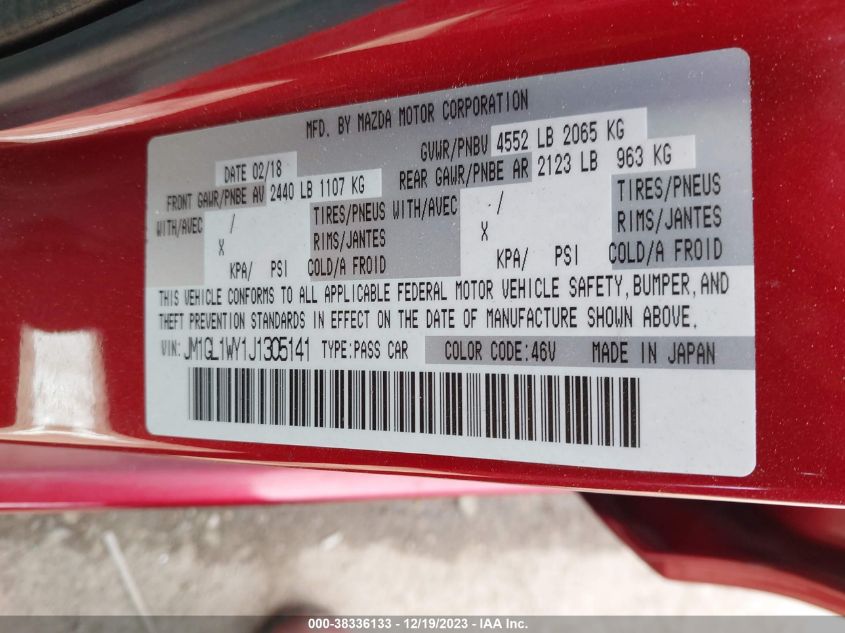 MFD. BY MAZDA MOTOR CORPORATION
DATE 02/18 GVWR/PNBV 4552 LB 2065 KG
FRONT GAWR/PNBE AV 2440 LB 1107 KG REAR GAWR/PNBE AR 2123 LB 963 KG
WITH/AVEC / TIRES/PNEUS WITH/AVEC / TIRES/PNEUS
X RIMS/JANTES X RIMS/JANTES
KPA/ PSI COLD/A FROID KPA/ PSI COLD/A FROID
THIS VEHICLE CONFORMS TO ALL APPLICABLE FEDERAL MOTOR VEHICLE SAFETY, BUMPER, AND
THEFT PREVENTION STANDARDS IN EFFECT ON THE DATE OF MANUFACTURE SHOWN ABOVE.
VIN: JM1GL1WY1J1305141 TYPE:PASS CAR COLOR CODE:46V MADE IN JAPAN
000-38336133 - 12/19/2023 - IAA Inc.